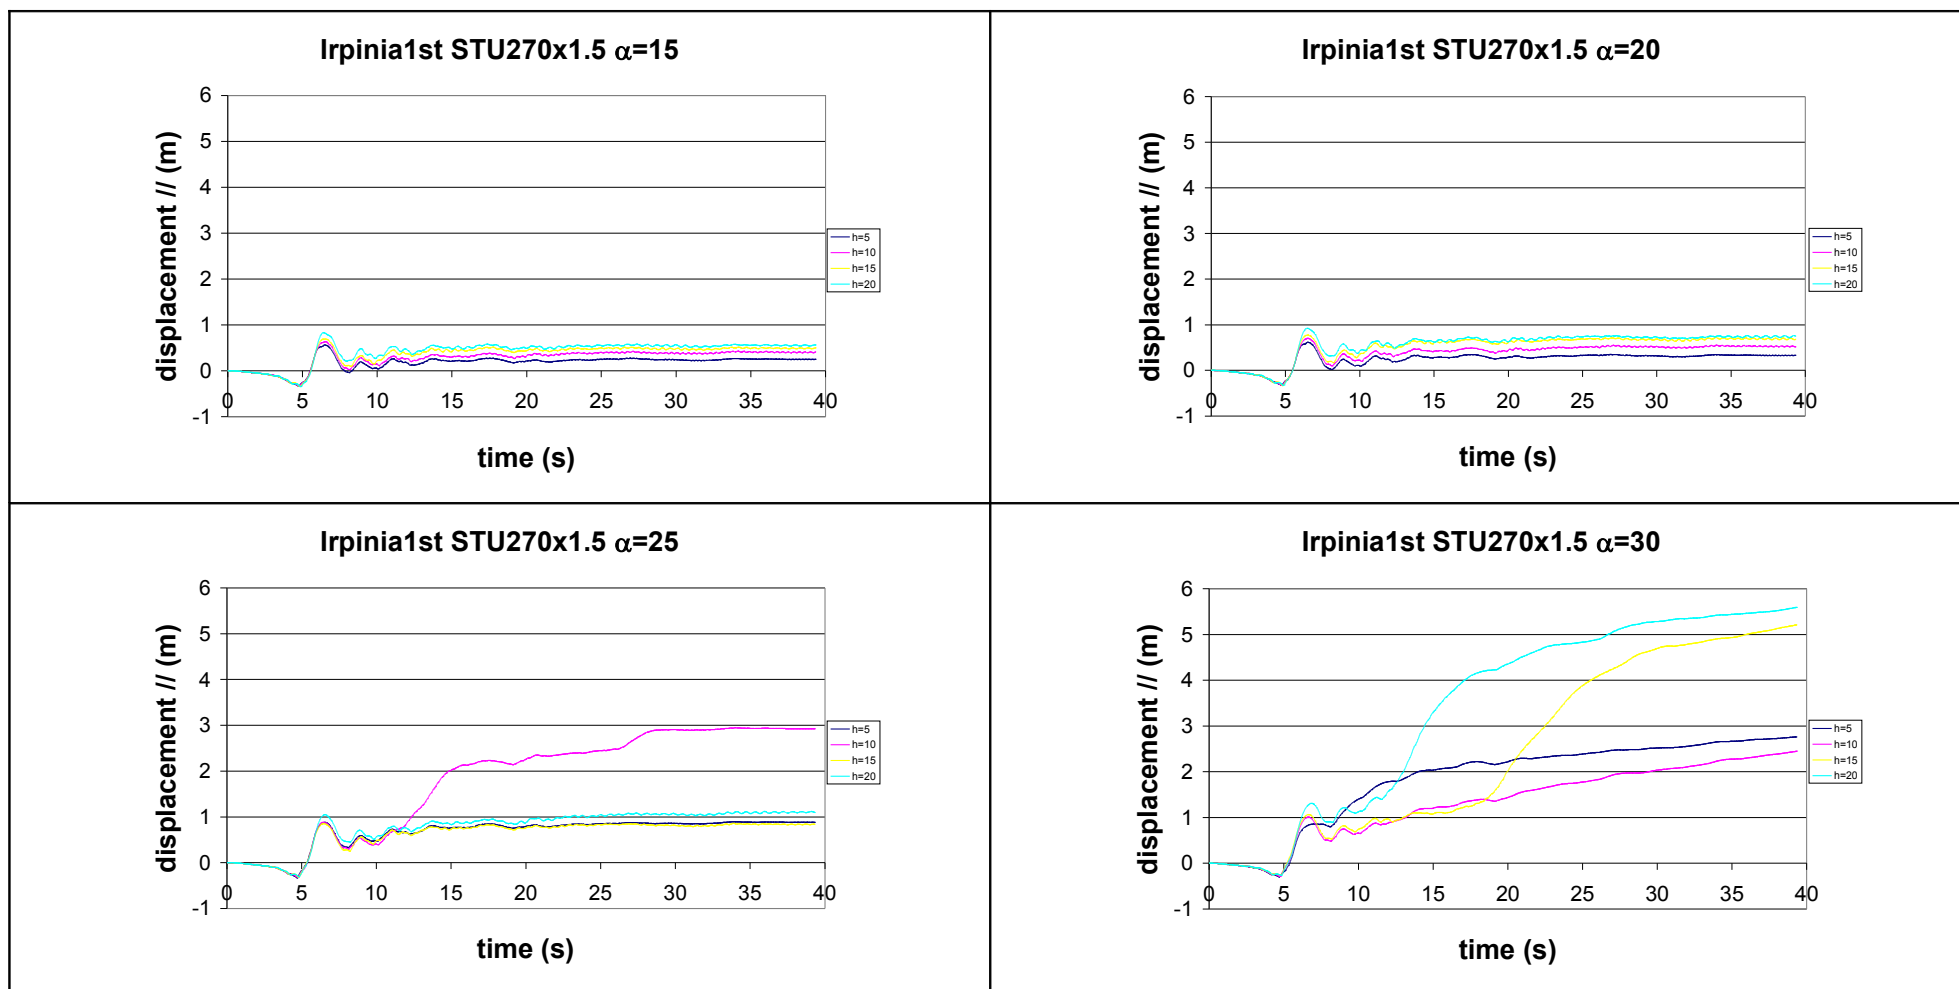 Irpinia1st STU270x1.5 α=15
6
5
4
3
2
1
0
-1
displacement // (m)
0 5 10 15 20 25 30 35 40
time (s)
h=5
h=10
h=15
h=20
Irpinia1st STU270x1.5 α=20
6
5
4
3
2
1
0
-1
displacement // (m)
0 5 10 15 20 25 30 35 40
time (s)
h=5
h=10
h=15
h=20
Irpinia1st STU270x1.5 α=25
6
5
4
3
2
1
0
-1
displacement // (m)
0 5 10 15 20 25 30 35 40
time (s)
h=5
h=10
h=15
h=20
Irpinia1st STU270x1.5 α=30
6
5
4
3
2
1
0
-1
displacement // (m)
0 5 10 15 20 25 30 35 40
time (s)
h=5
h=10
h=15
h=20